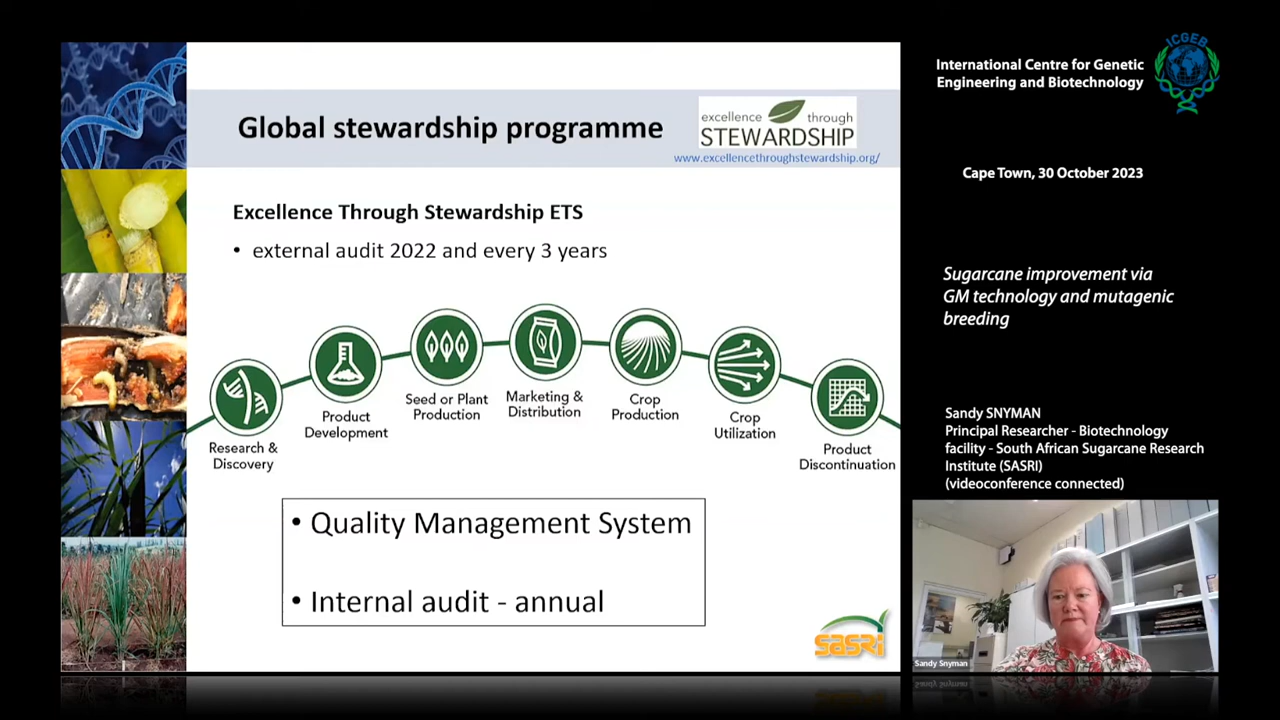 Global stewardship programme
excellence through
STEWARDSHIP
www.excellencethroughstewardship.org/
Excellence Through Stewardship ETS
• external audit 2022 and every 3 years
Research &
Discovery
Product
Development
Seed or Plant
Production
Marketing &
Distribution
Crop
Production
Crop
Utilization
Product
Discontinuation
• Quality Management System
• Internal audit - annual
SASRI
International Centre for Genetic
Engineering and Biotechnology
ICGEB
Cape Town, 30 October 2023
Sugarcane improvement via
GM technology and mutagenic
breeding
Sandy SNYMAN
Principal Researcher - Biotechnology
facility - South African Sugarcane Research
Institute (SASRI)
(videoconference connected)
Sandy Snyman